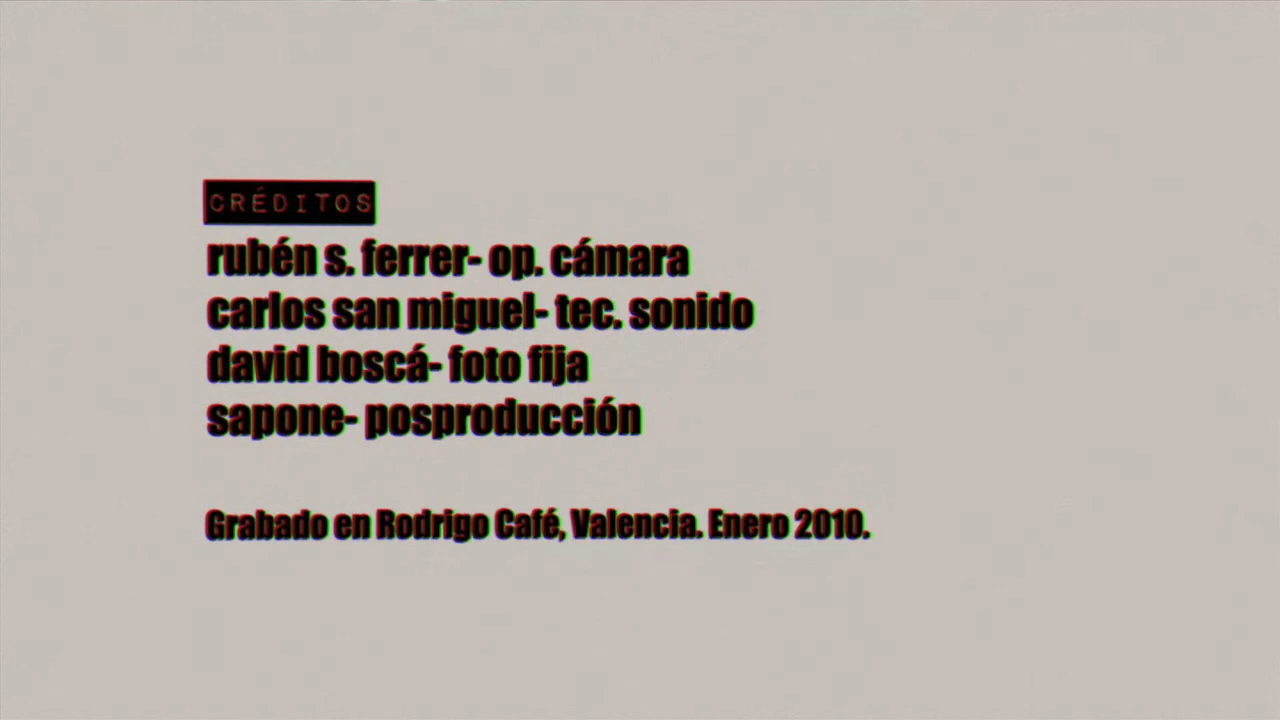 CRÉDITOS
rubén s. ferrer- op. cámara
carlos san miguel- tec. sonido
david boscá- foto fija
sapone- posproducción
Grabado en Rodrigo Café, Valencia. Enero 2010.